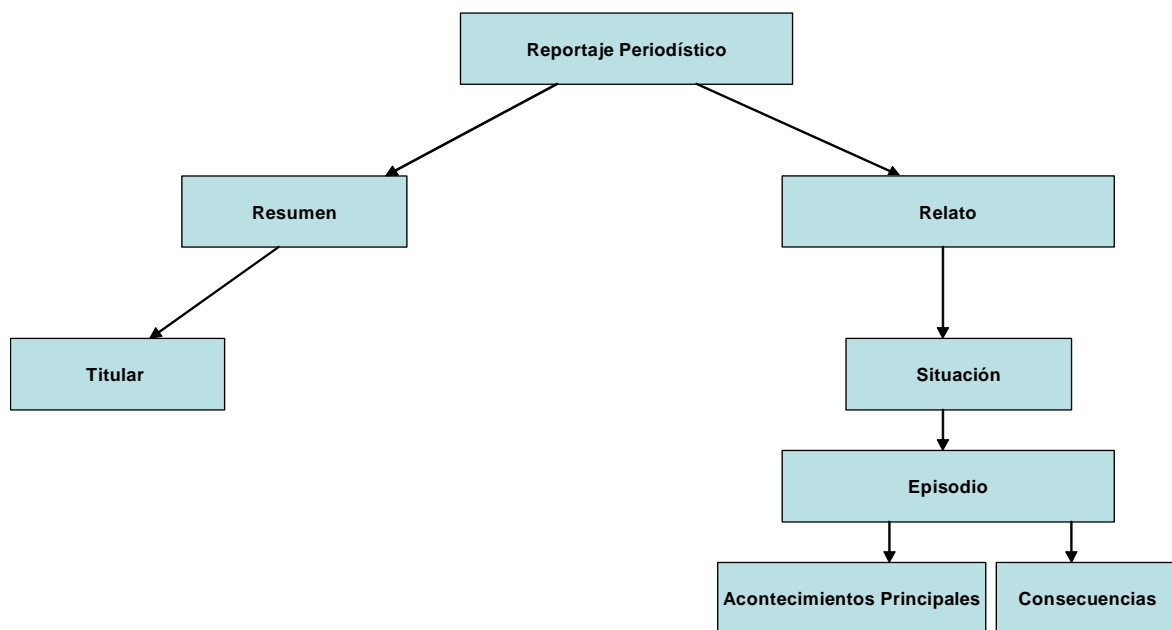 Reportaje Periodístico
Resumen
Relato
Titular
Situación
Episodio
Acontecimientos Principales
Consecuencias